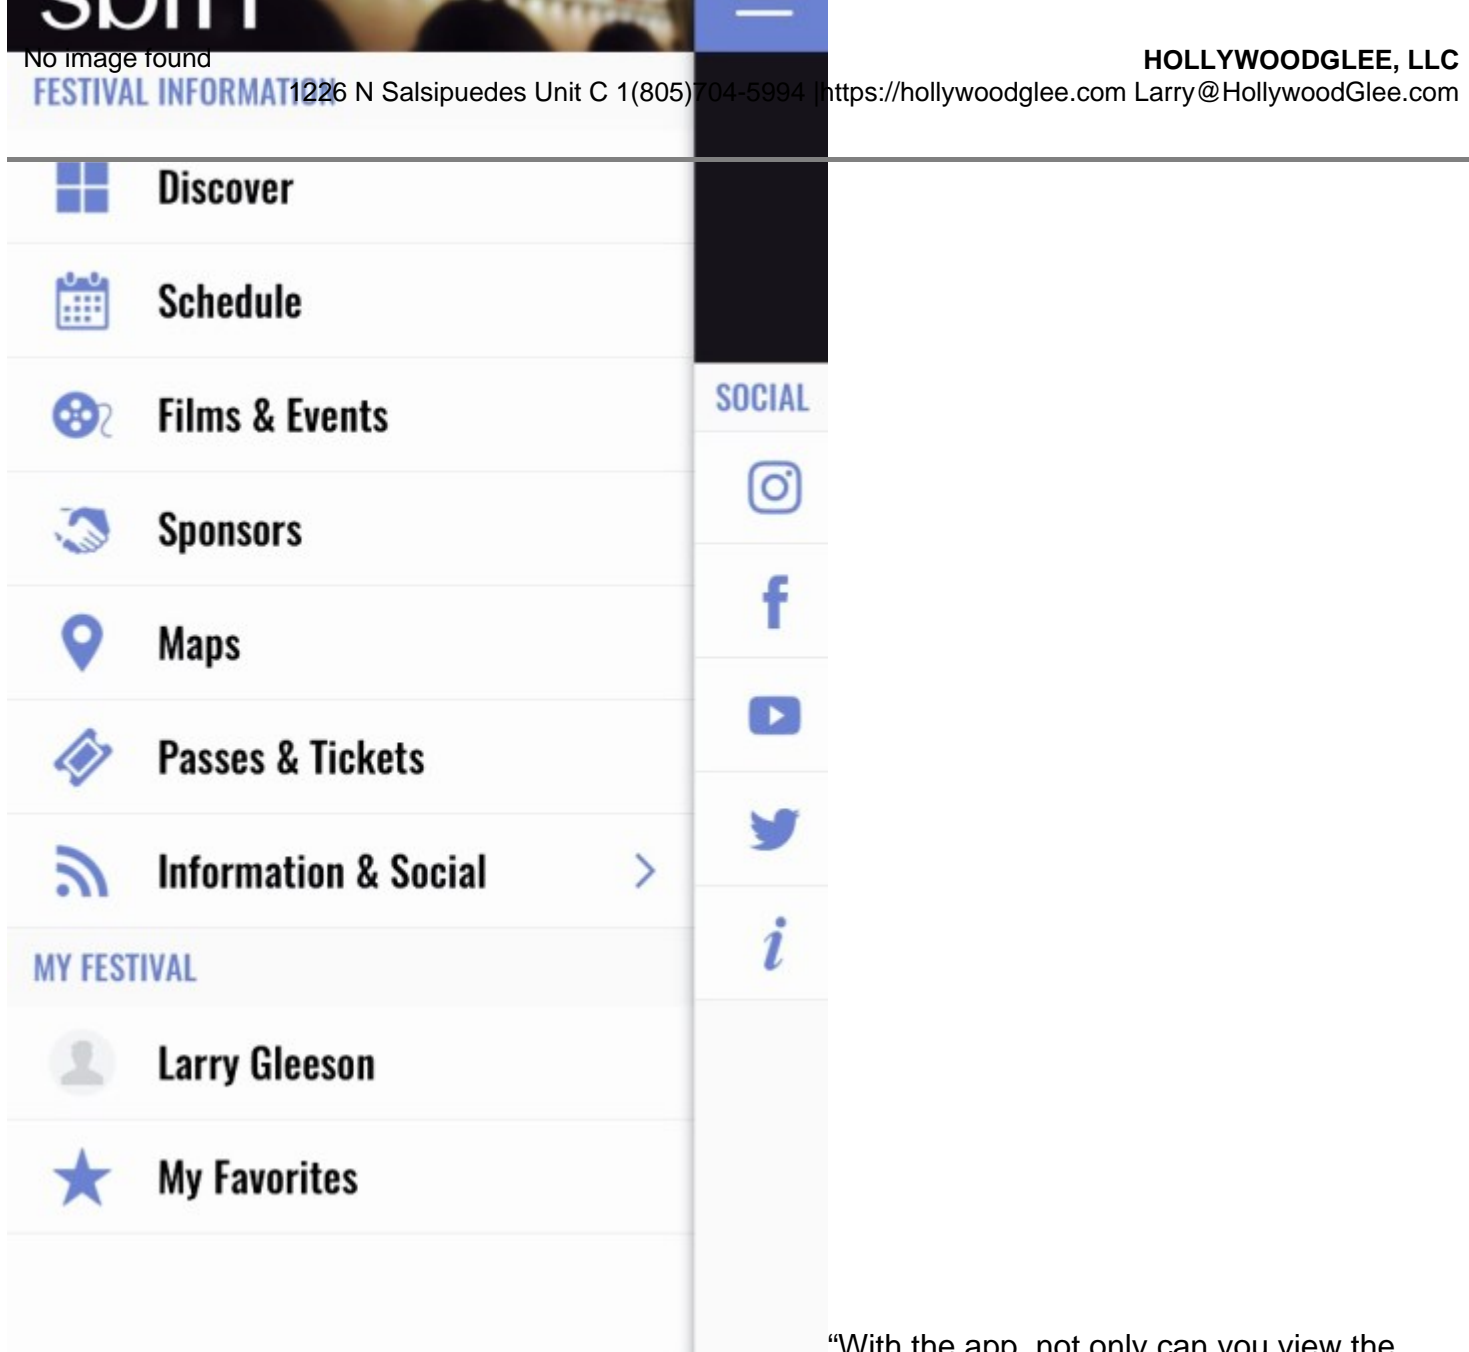 sbiff
No image found
HOLLYWOODGLEE, LLC
FESTIVAL INFORMATION
1226 N Salsipuedes Unit C 1(805)704-5994 |https://hollywoodglee.com Larry@HollywoodGlee.com
Discover
Schedule
Films & Events
Sponsors
Maps
Passes & Tickets
Information & Social
MY FESTIVAL
Larry Gleeson
My Favorites
SOCIAL
“With the app, not only can you view the